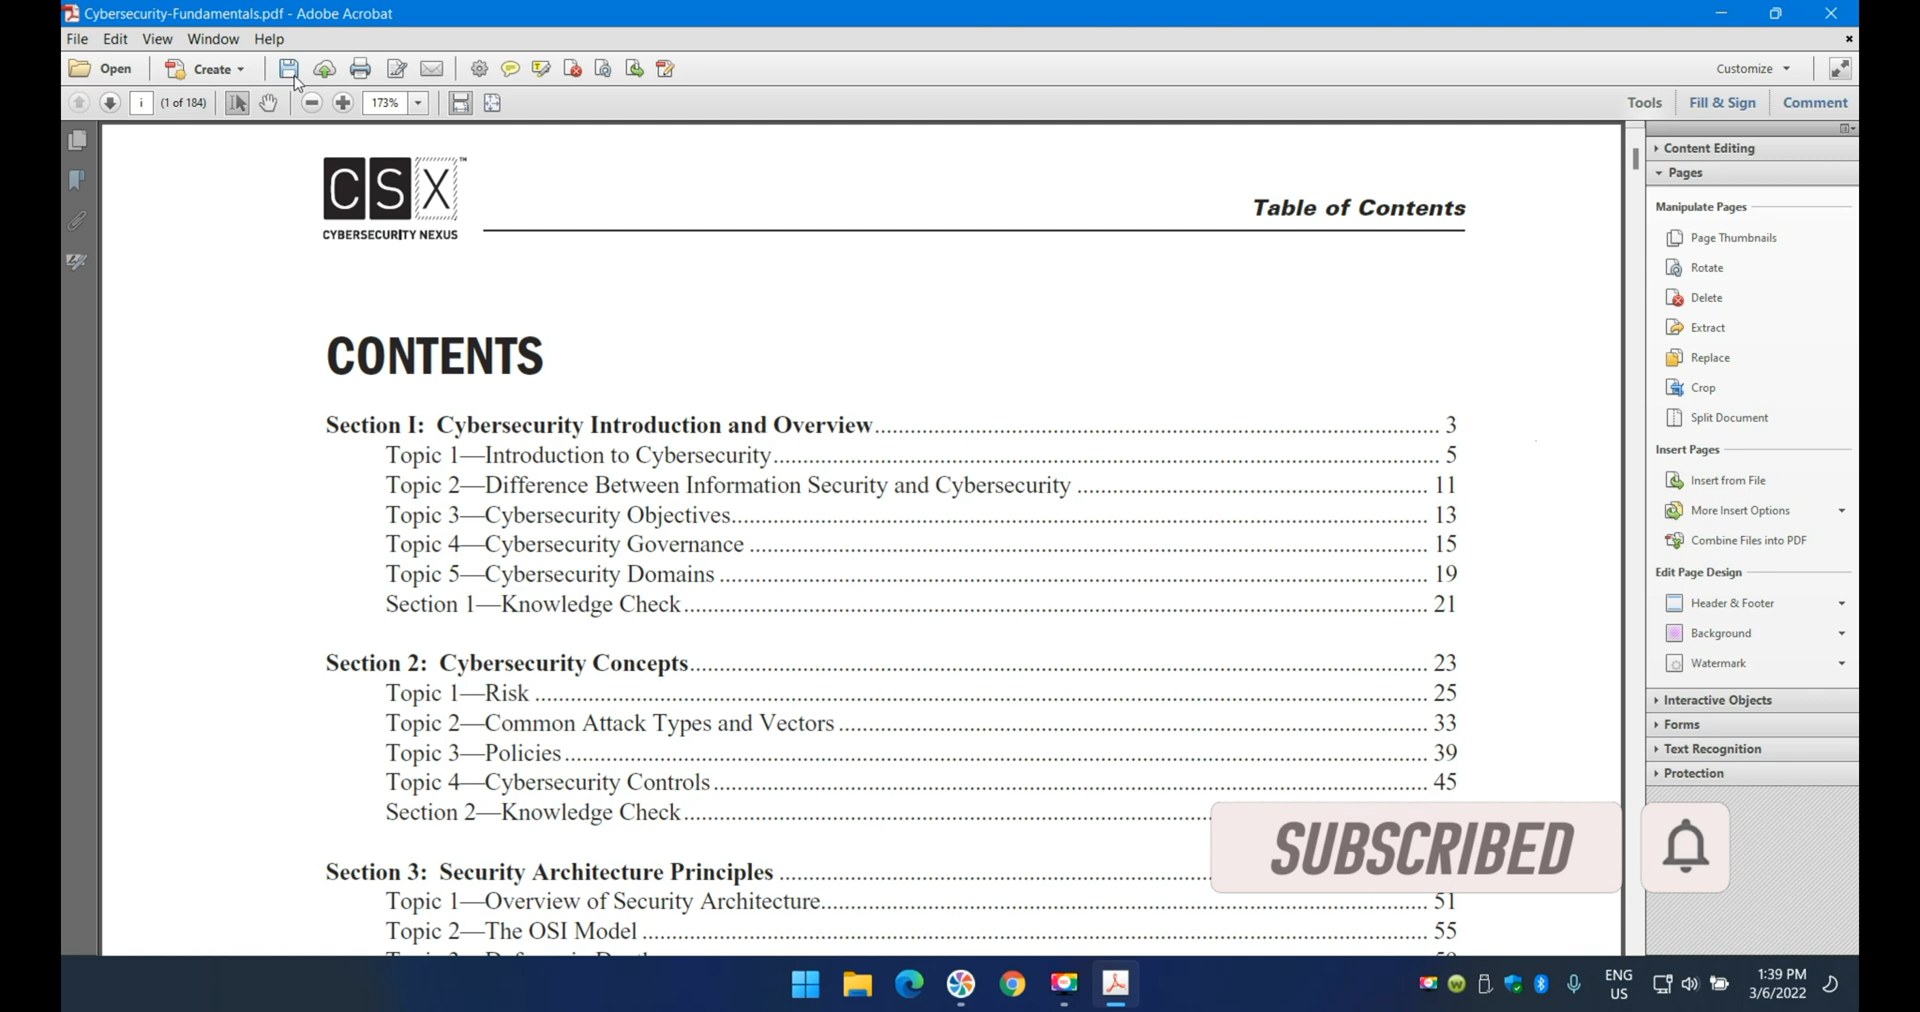 Cybersecurity-Fundamentals.pdf - Adobe Acrobat
File Edit View Window Help
Open Create Customize
i (1 of 184) 173% Tools Fill & Sign Comment
CSX™
CYBERSECURITY NEXUS
Table of Contents
CONTENTS
Section I: Cybersecurity Introduction and Overview 3
Topic 1—Introduction to Cybersecurity 5
Topic 2—Difference Between Information Security and Cybersecurity 11
Topic 3—Cybersecurity Objectives 13
Topic 4—Cybersecurity Governance 15
Topic 5—Cybersecurity Domains 19
Section 1—Knowledge Check 21
Section 2: Cybersecurity Concepts 23
Topic 1—Risk 25
Topic 2—Common Attack Types and Vectors 33
Topic 3—Policies 39
Topic 4—Cybersecurity Controls 45
Section 2—Knowledge Check
Section 3: Security Architecture Principles
Topic 1—Overview of Security Architecture 51
Topic 2—The OSI Model 55
SUBSCRIBED
Content Editing
Pages
Manipulate Pages
Page Thumbnails
Rotate
Delete
Extract
Replace
Crop
Split Document
Insert Pages
Insert from File
More Insert Options
Combine Files into PDF
Edit Page Design
Header & Footer
Background
Watermark
Interactive Objects
Forms
Text Recognition
Protection
ENG
US
1:39 PM
3/6/2022